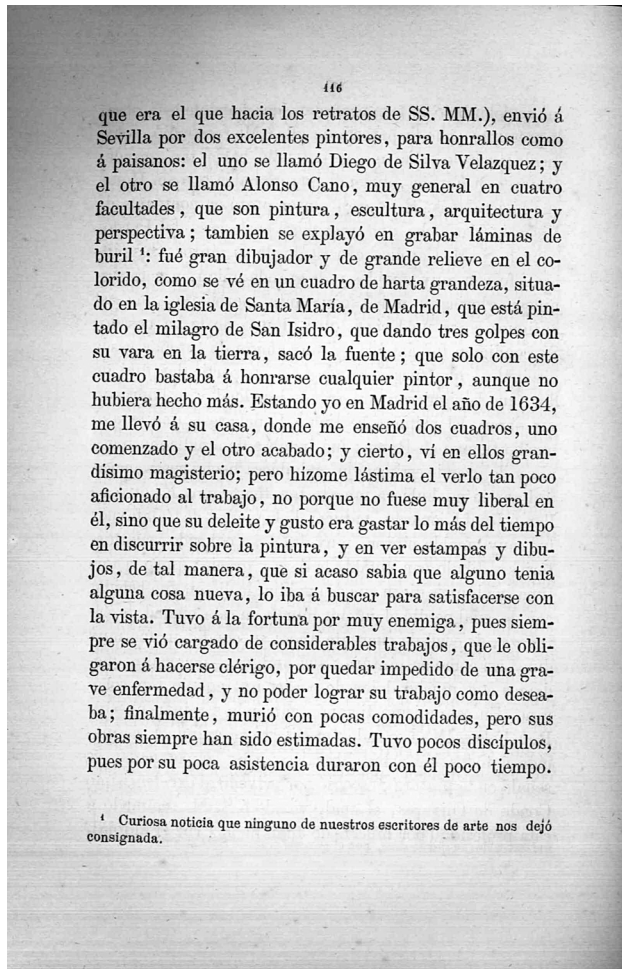 116
que era el que hacia los retratos de SS. MM.), envió á
Sevilla por dos excelentes pintores, para honrallos como
á paisanos: el uno se llamó Diego de Silva Velazquez; y
el otro se llamó Alonso Cano, muy general en cuatro
facultades, que son pintura, escultura, arquitectura y
perspectiva; tambien se explayó en grabar láminas de
buril ¹: fué gran dibujador y de grande relieve en el co-
lorido, como se vé en un cuadro de harta grandeza, situa-
do en la iglesia de Santa María, de Madrid, que está pin-
tado el milagro de San Isidro, que dando tres golpes con
su vara en la tierra, sacó la fuente; que solo con este
cuadro bastaba á honrarse cualquier pintor, aunque no
hubiera hecho más. Estando yo en Madrid el año de 1634,
me llevó á su casa, donde me enseñó dos cuadros, uno
comenzado y el otro acabado; y cierto, ví en ellos gran-
dísimo magisterio; pero hízome lástima el verlo tan poco
aficionado al trabajo, no porque no fuese muy liberal en
él, sino que su deleite y gusto era gastar lo más del tiempo
en discurrir sobre la pintura, y en ver estampas y dibu-
jos, de tal manera, que si acaso sabia que alguno tenia
alguna cosa nueva, lo iba á buscar para satisfacerse con
la vista. Tuvo á la fortuna por muy enemiga, pues siem-
pre se vió cargado de considerables trabajos, que le obli-
garon á hacerse clérigo, por quedar impedido de una gra-
ve enfermedad, y no poder lograr su trabajo como desea-
ba; finalmente, murió con pocas comodidades, pero sus
obras siempre han sido estimadas. Tuvo pocos discípulos,
pues por su poca asistencia duraron con él poco tiempo.
¹ Curiosa noticia que ninguno de nuestros escritores de arte nos dejó
consignada.